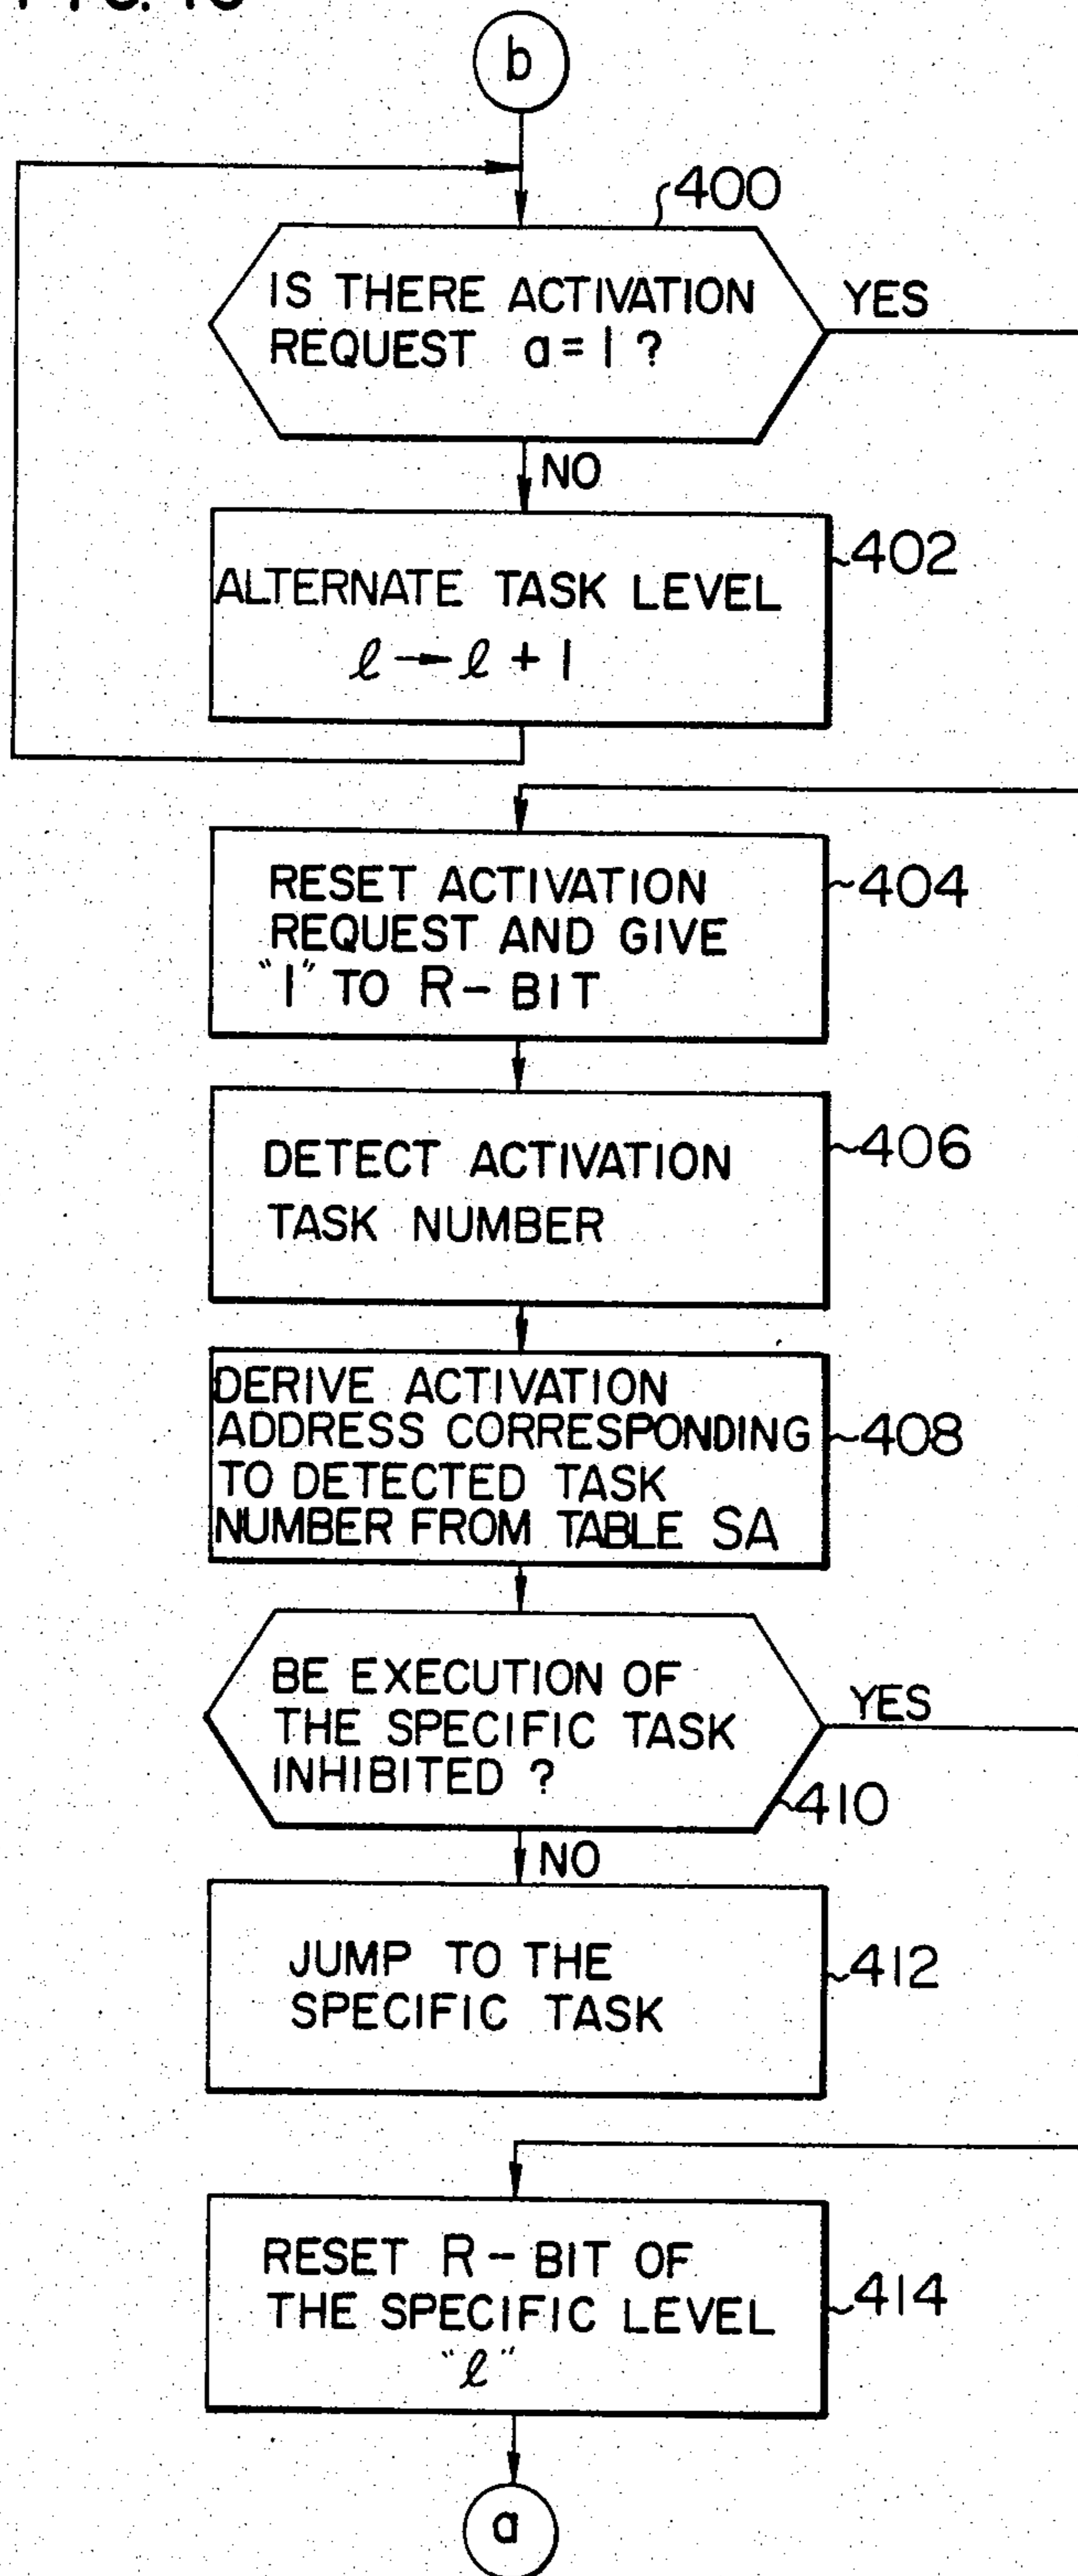 b
400
IS THERE ACTIVATION
REQUEST a = 1 ?
YES
NO
402
ALTERNATE TASK LEVEL
ℓ → ℓ + 1
RESET ACTIVATION
REQUEST AND GIVE
"1" TO R - BIT
404
DETECT ACTIVATION
TASK NUMBER
406
DERIVE ACTIVATION
ADDRESS CORRESPONDING
TO DETECTED TASK
NUMBER FROM TABLE SA
408
BE EXECUTION OF
THE SPECIFIC TASK
INHIBITED ?
YES
410
NO
JUMP TO THE
SPECIFIC TASK
412
RESET R - BIT OF
THE SPECIFIC LEVEL
"ℓ"
414
a